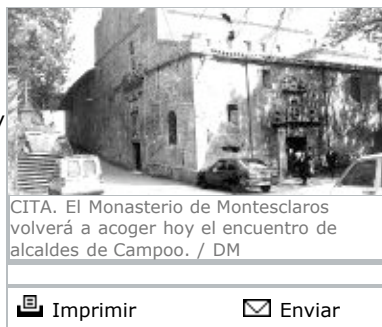 CITA. El Monasterio de Montesclaros
volverá a acoger hoy el encuentro de
alcaldes de Campoo. / DM
Imprimir Enviar